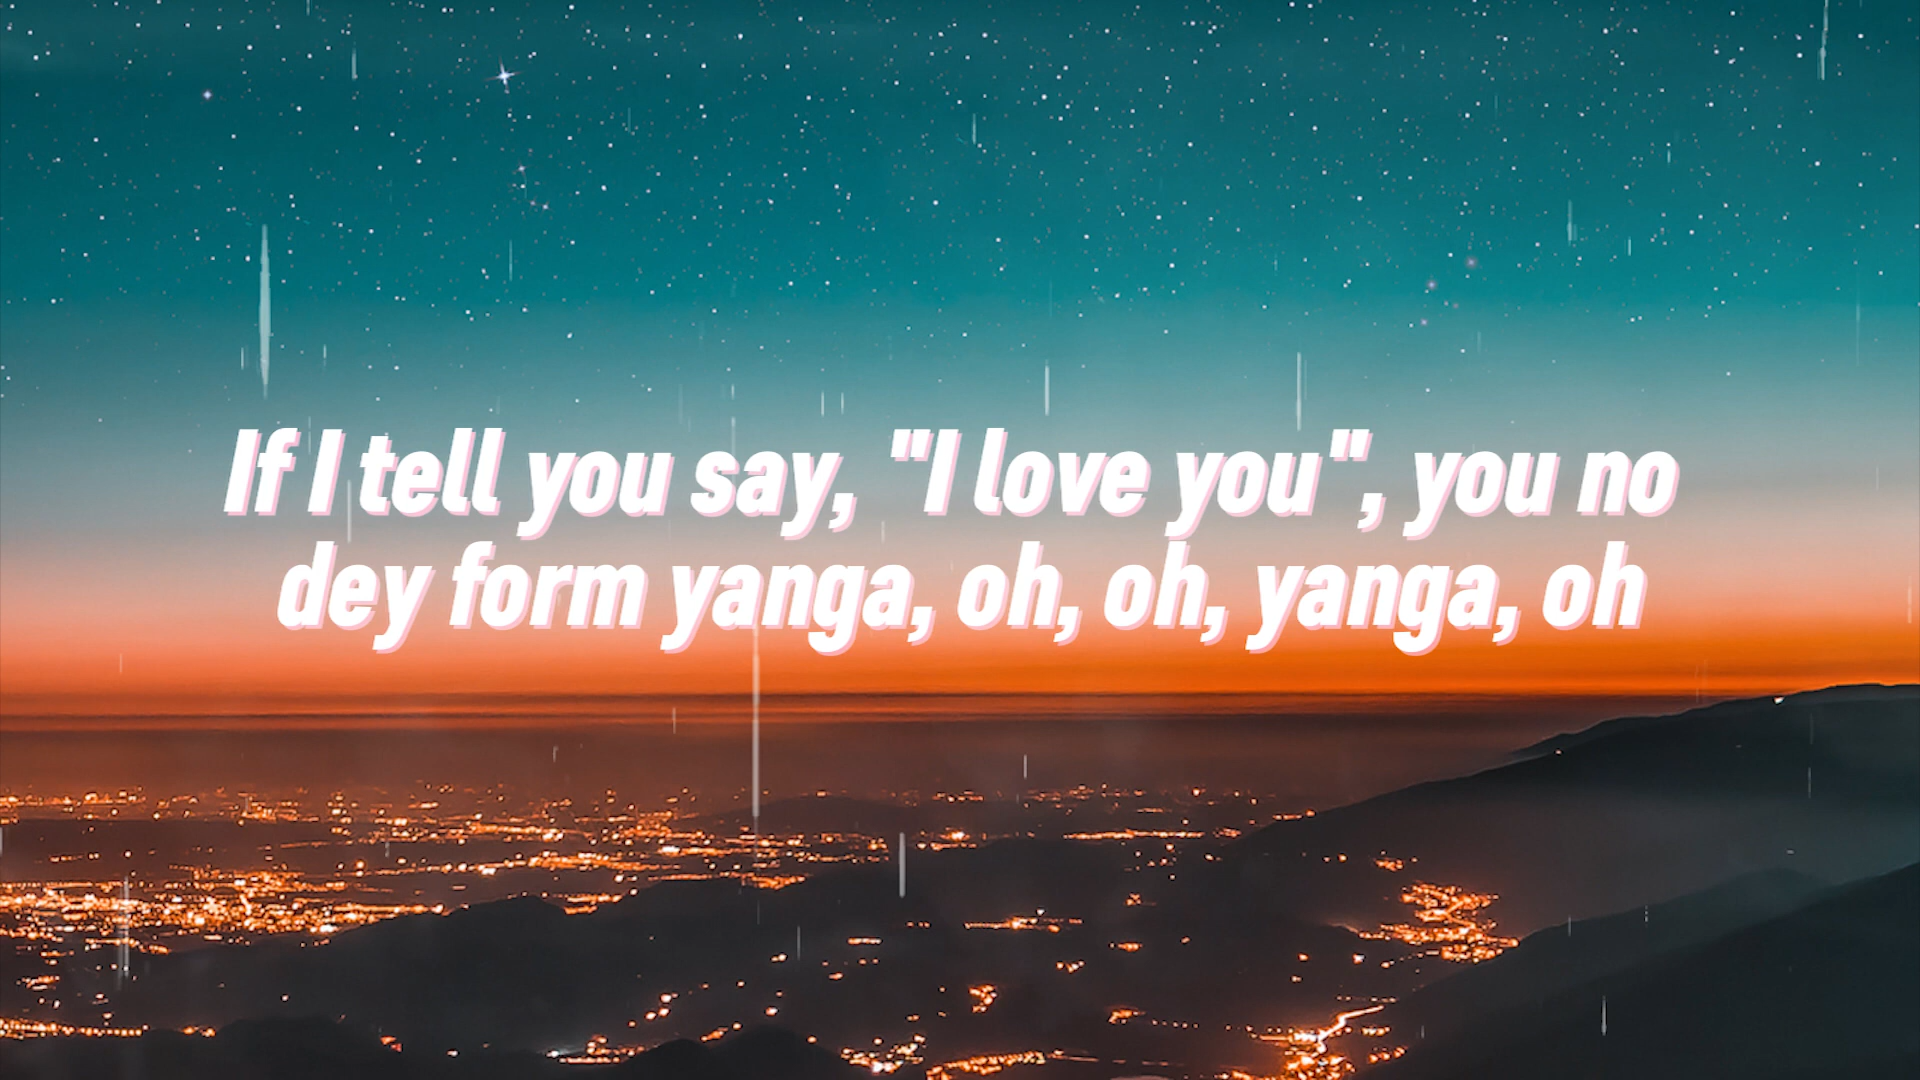 If I tell you say, "I love you", you no
dey form yanga, oh, oh, yanga, oh